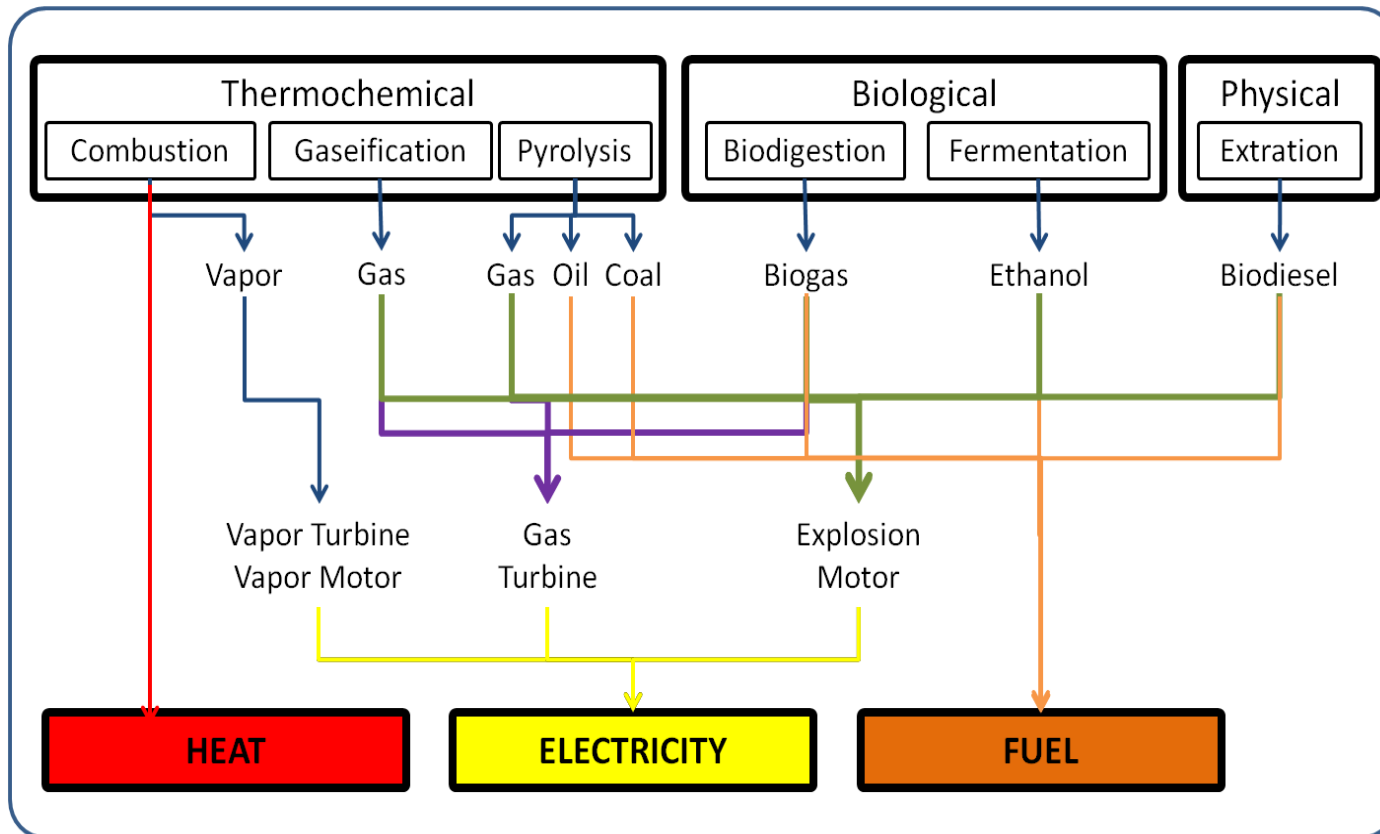 Thermochemical
Biological
Physical
Combustion
Gaseification
Pyrolysis
Biodigestion
Fermentation
Extration
Vapor
Gas
Gas
Oil
Coal
Biogas
Ethanol
Biodiesel
Vapor Turbine
Vapor Motor
Gas
Turbine
Explosion
Motor
HEAT
ELECTRICITY
FUEL